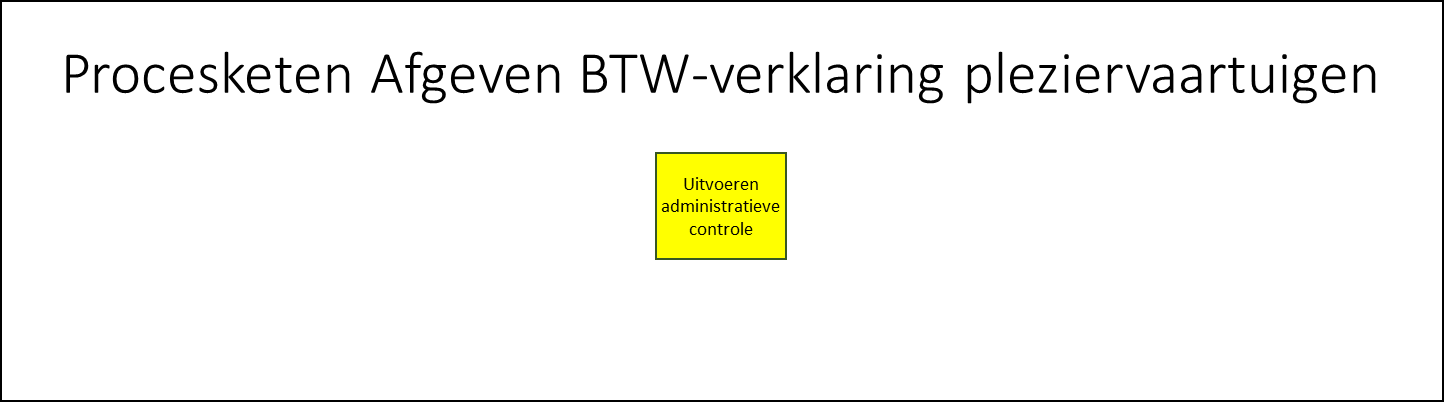 Procesketen Afgeven BTW-verklaring pleziervaartuigen
Uitvoeren
administratieve
controle